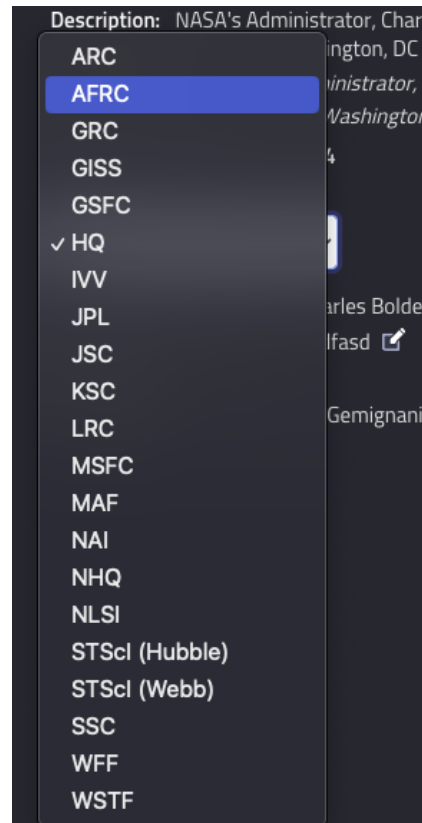 Description: NASA's Administrator, Char
ington, DC
ARC
inistrator,
AFRC
Washington
GRC
GISS
GSFC
✓ HQ
IVV
arles Bolde
JPL
lfasd
JSC
KSC
Gemignani
LRC
MSFC
MAF
NAI
NHQ
NLSI
STScI (Hubble)
STScI (Webb)
SSC
WFF
WSTF